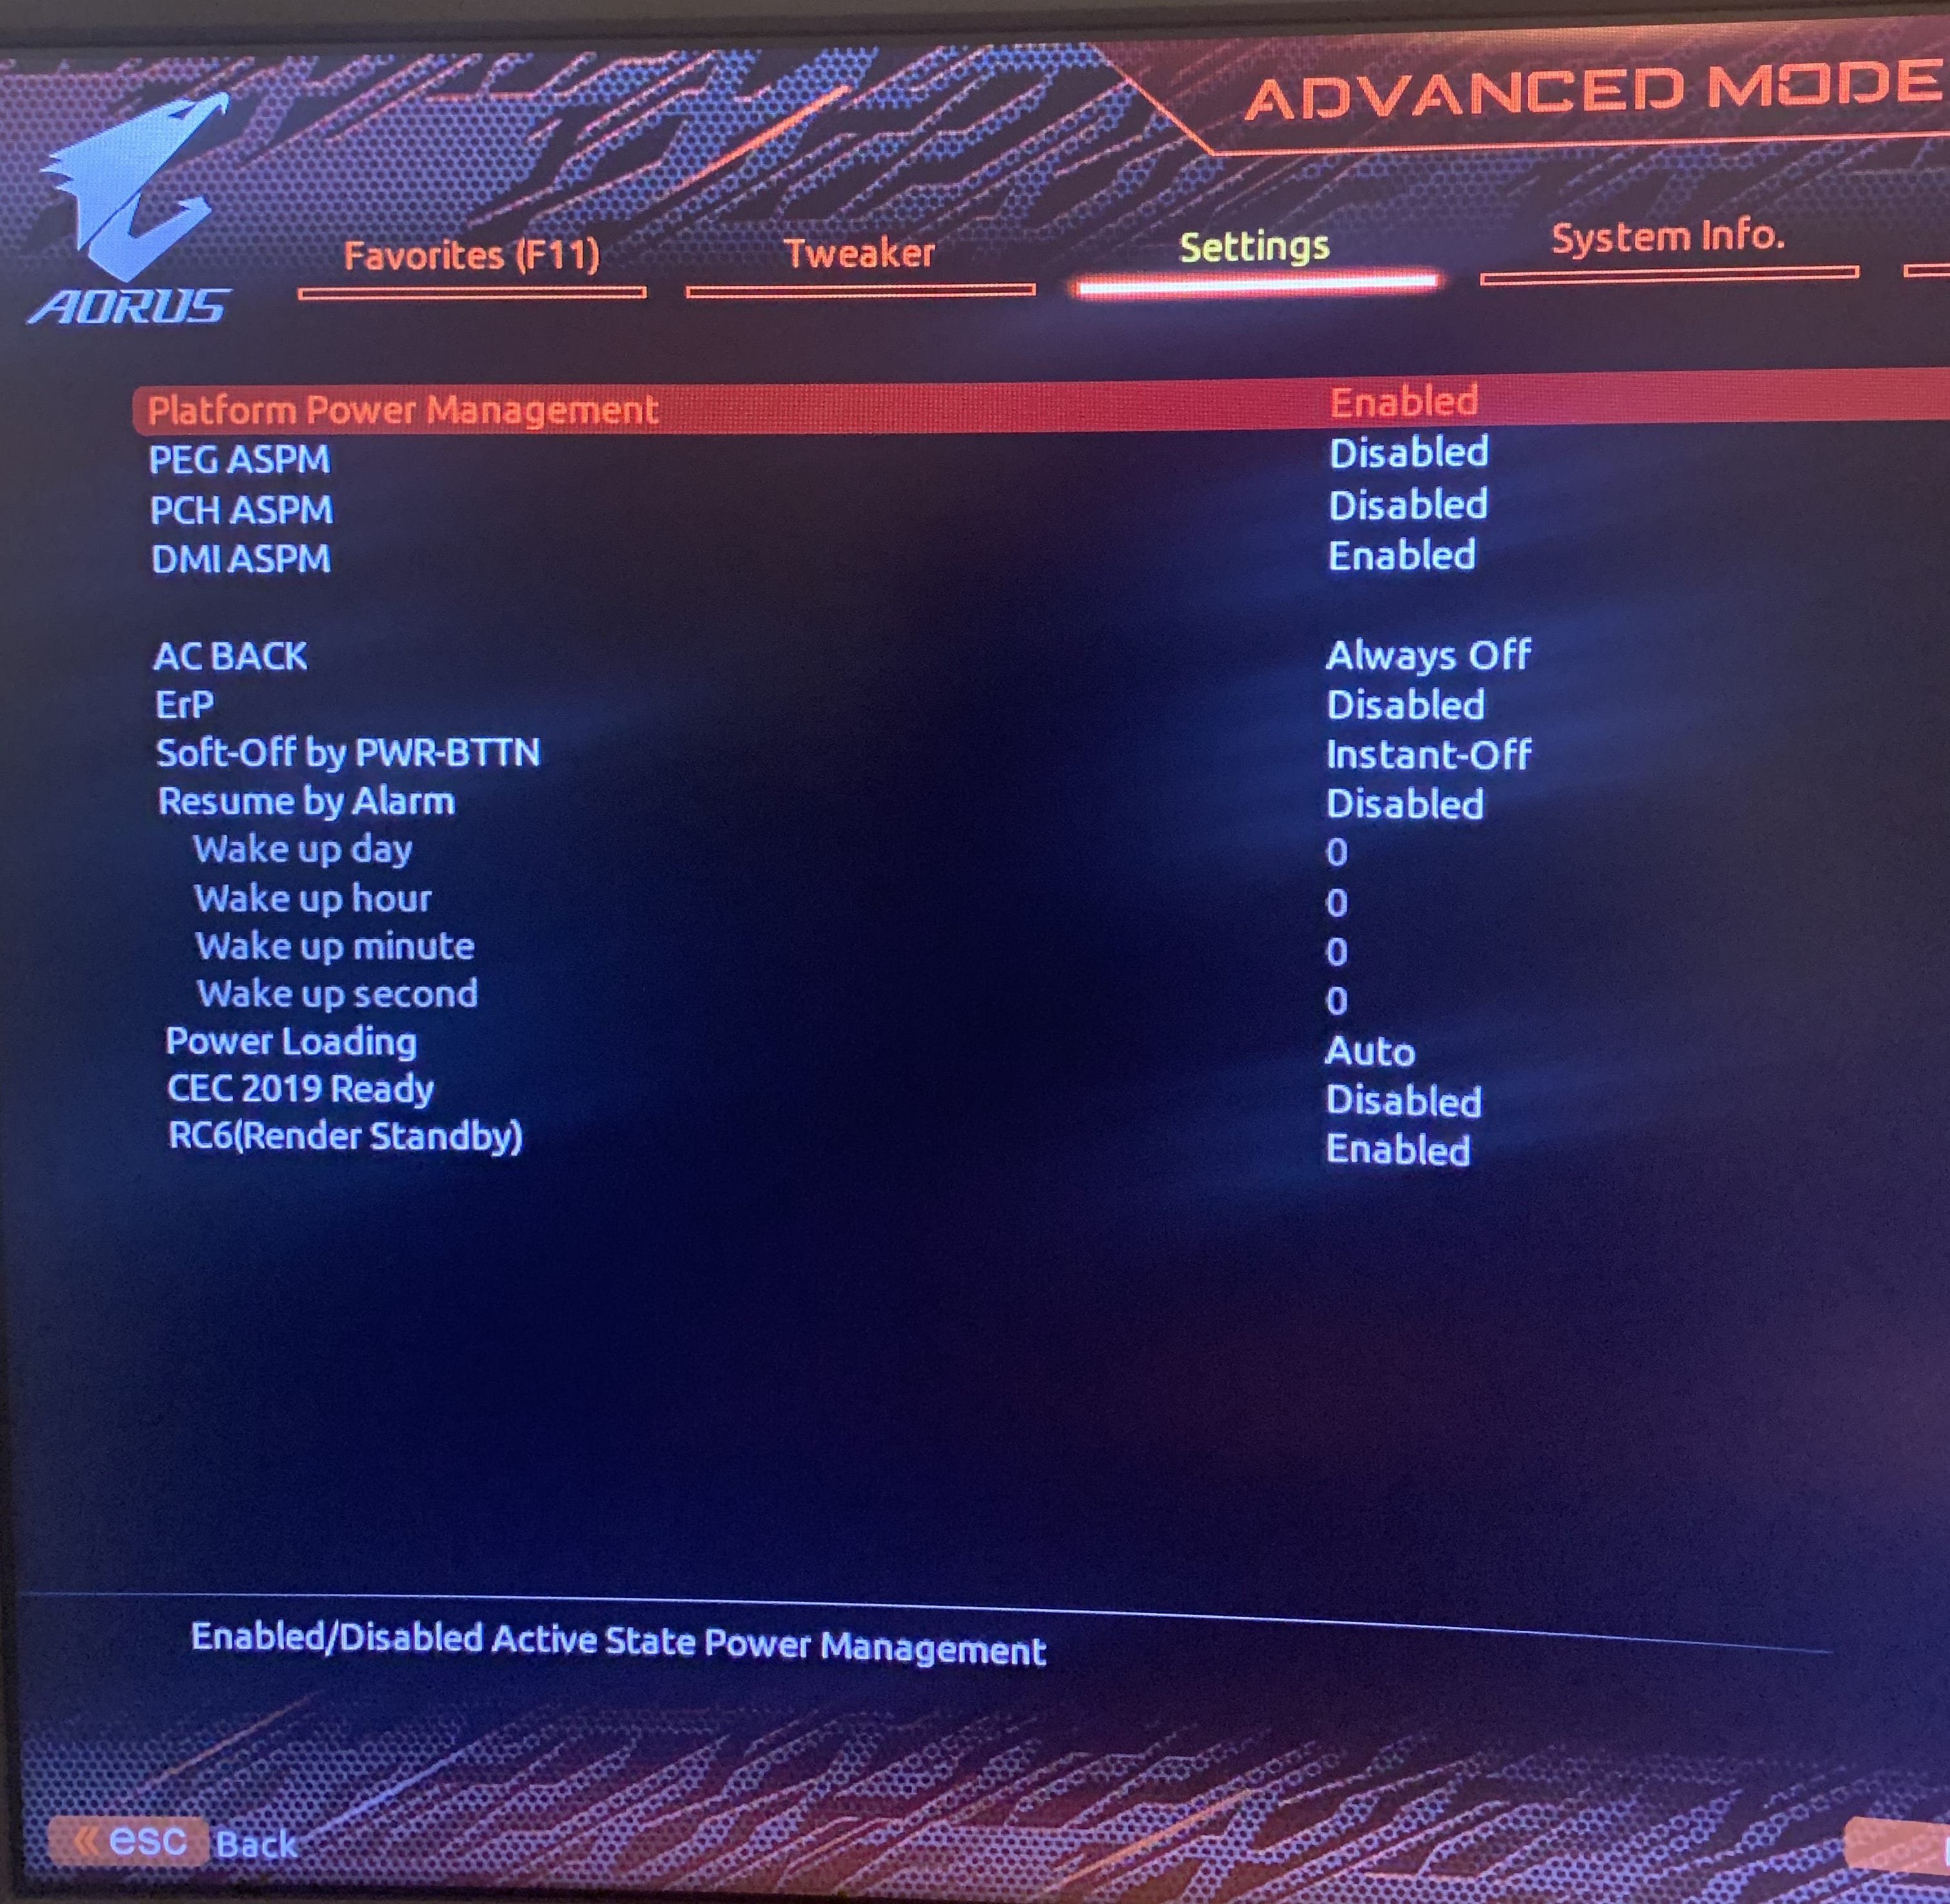 ADVANCED MODE
AORUS
Favorites (F11) Tweaker Settings System Info.
Platform Power Management Enabled
PEG ASPM Disabled
PCH ASPM Disabled
DMI ASPM Enabled
AC BACK Always Off
ErP Disabled
Soft-Off by PWR-BTTN Instant-Off
Resume by Alarm Disabled
Wake up day 0
Wake up hour 0
Wake up minute 0
Wake up second 0
Power Loading Auto
CEC 2019 Ready Disabled
RC6(Render Standby) Enabled
Enabled/Disabled Active State Power Management
« esc Back